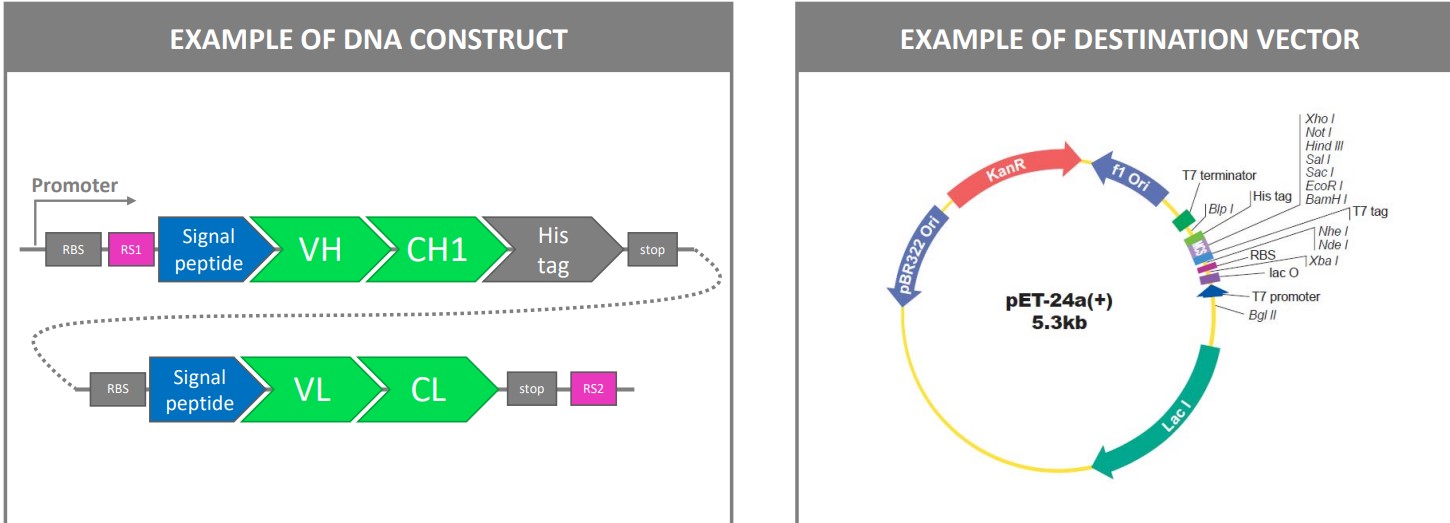 EXAMPLE OF DNA CONSTRUCT
Promoter
RBS
RS1
Signal
peptide
VH
CH1
His
tag
stop
RBS
Signal
peptide
VL
CL
stop
RS2
EXAMPLE OF DESTINATION VECTOR
KanR
f1 Ori
pBR322 Ori
Lac I
pET-24a(+)
5.3kb
T7 terminator
Blp I
His tag
Xho I
Not I
Hind III
Sal I
Sac I
EcoR I
BamH I
T7 tag
Nhe I
Nde I
RBS
Xba I
lac O
T7 promoter
Bgl II